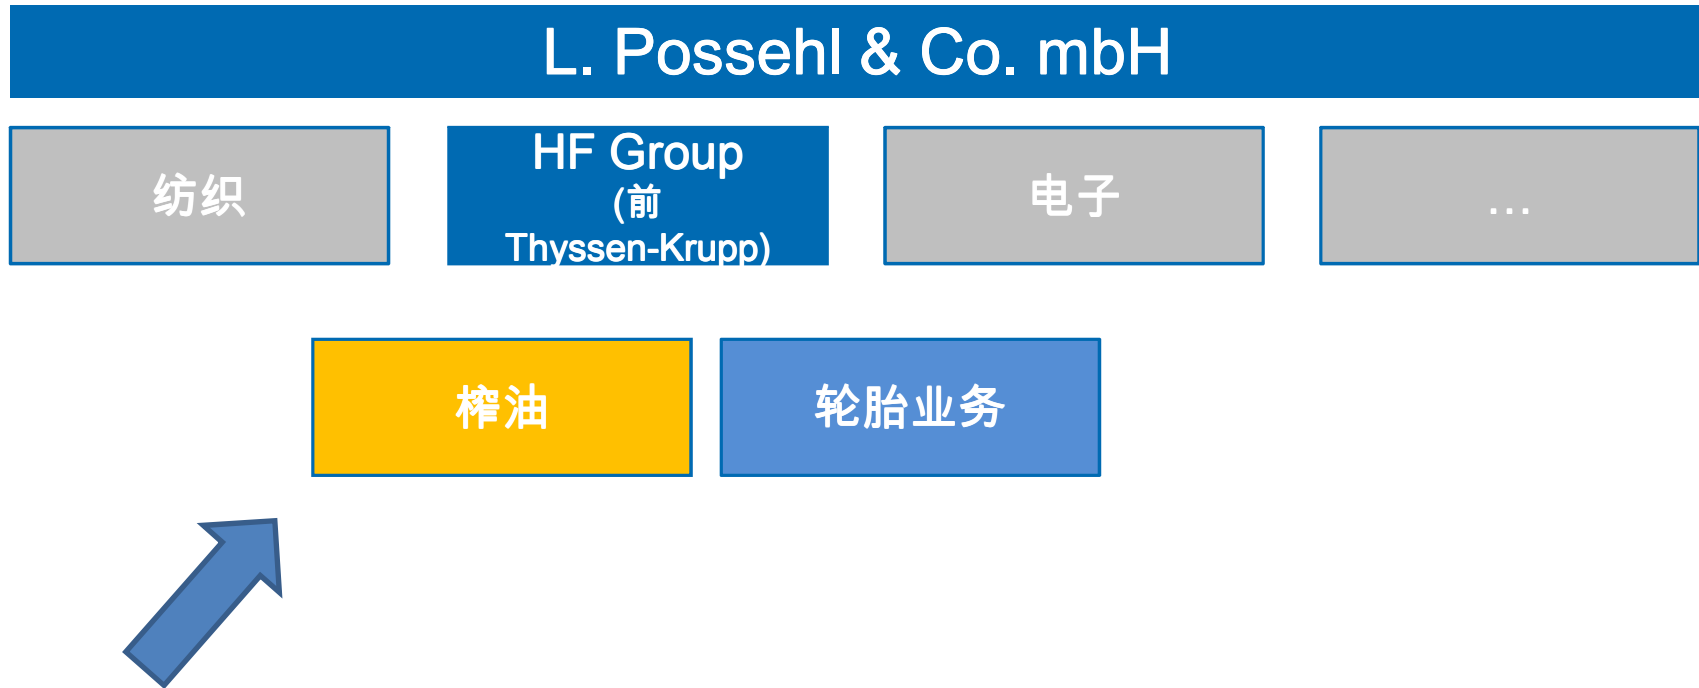 L. Possehl & Co. mbH
纺织
HF Group
(前
Thyssen-Krupp)
电子
...
榨油
轮胎业务